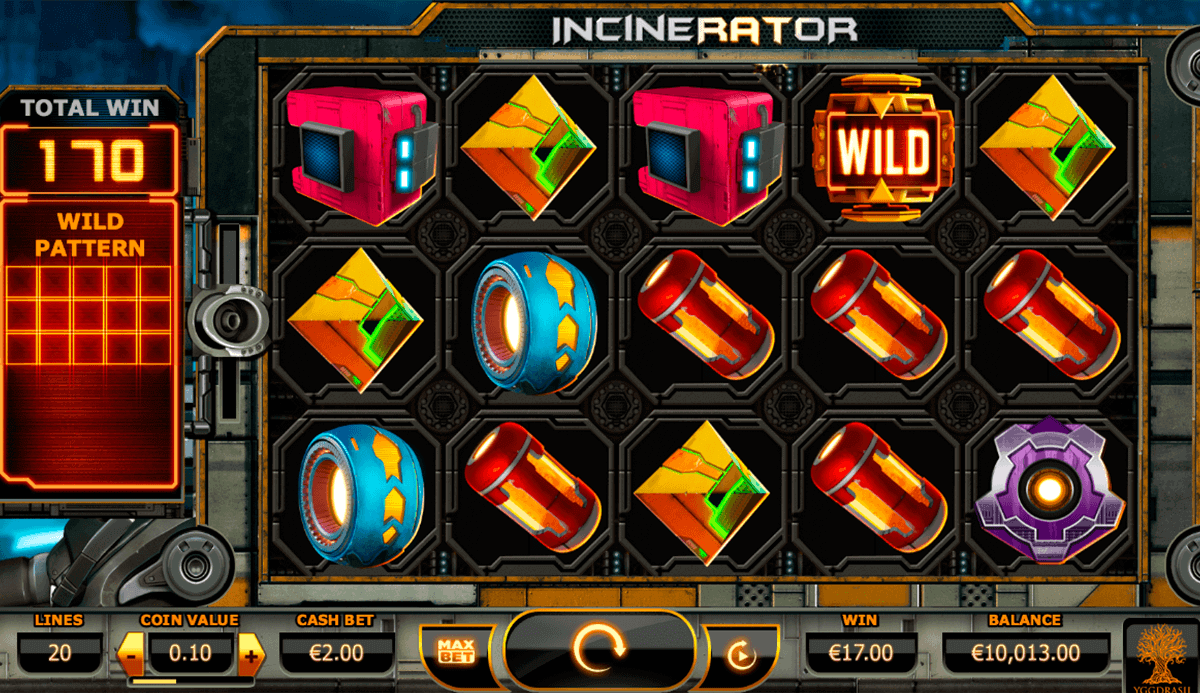 INCINERATOR
TOTAL WIN
170
WILD
PATTERN
WILD
LINES
20
COIN VALUE
-
0.10
+
CASH BET
€2.00
MAX
BET
WIN
€17.00
BALANCE
€10,013.00
YGGDRASIL